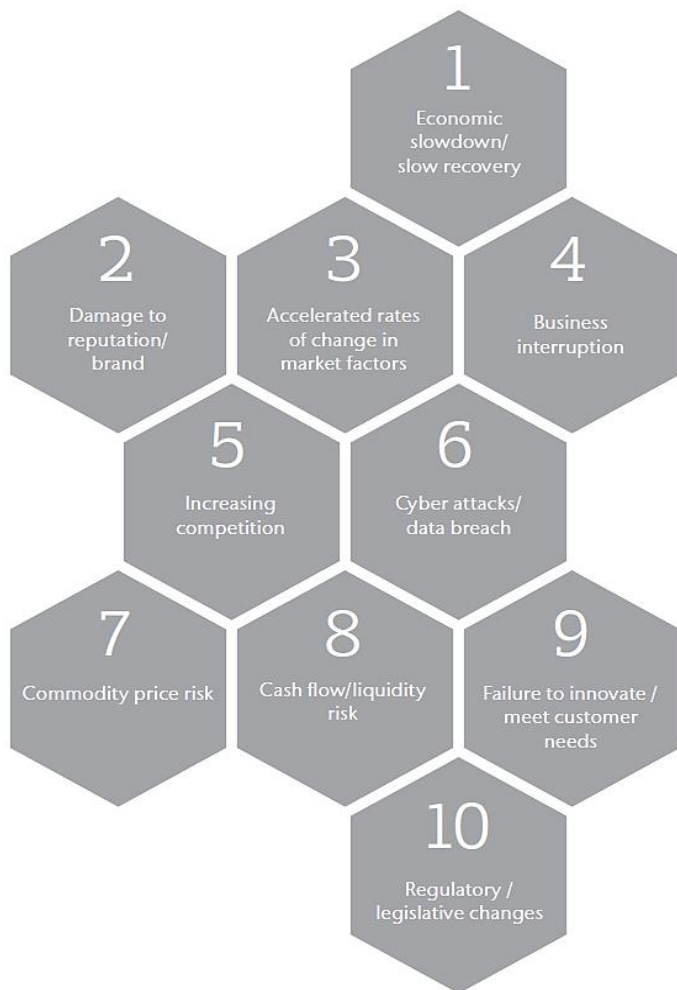 1
Economic
slowdown/
slow recovery
2
Damage to
reputation/
brand
3
Accelerated rates
of change in
market factors
4
Business
interruption
5
Increasing
competition
6
Cyber attacks/
data breach
7
Commodity price risk
8
Cash flow/liquidity
risk
9
Failure to innovate /
meet customer
needs
10
Regulatory /
legislative changes